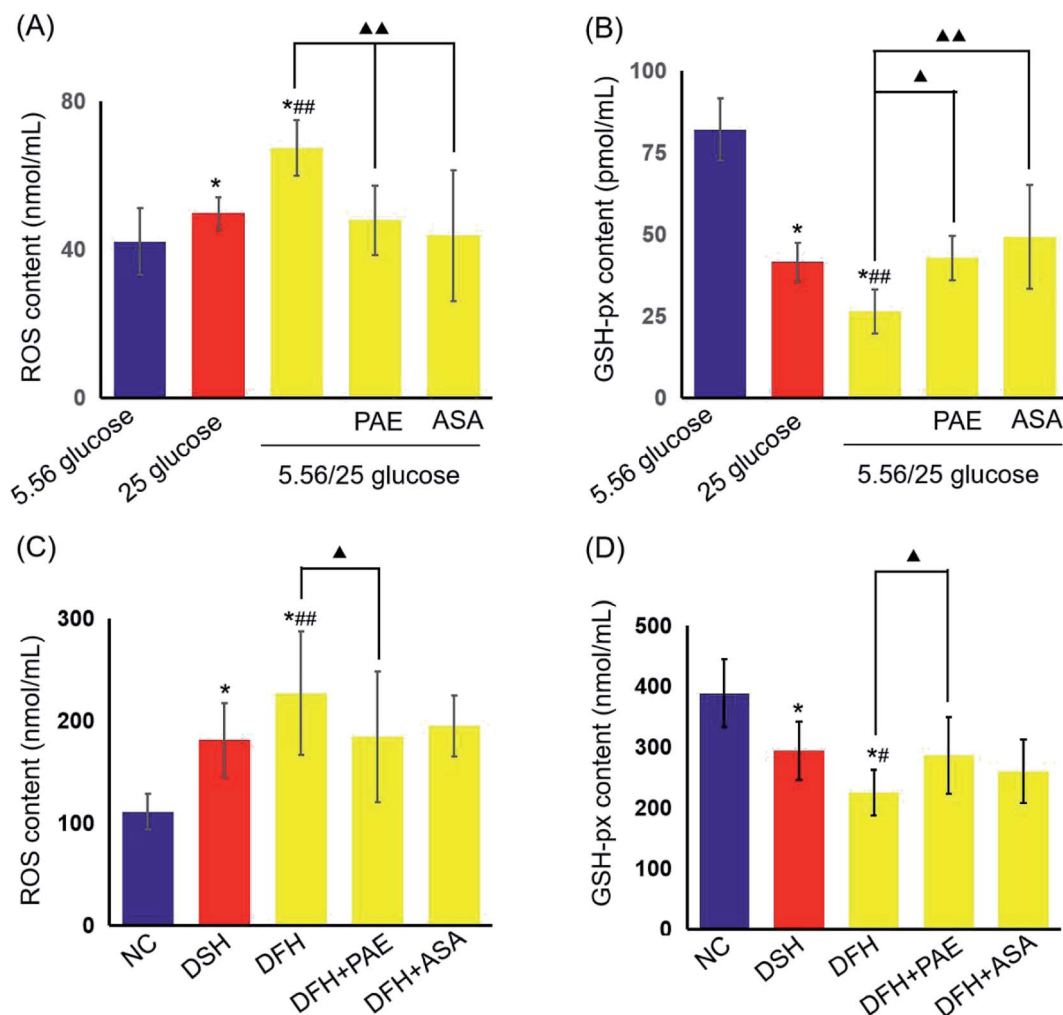 (A)
▲▲
ROS content (nmol/mL)
80
40
0
*
*##
5.56 glucose
25 glucose
PAE
ASA
5.56/25 glucose
(B)
▲▲
▲
GSH-px content (pmol/mL)
100
75
50
25
0
*
*##
5.56 glucose
25 glucose
PAE
ASA
5.56/25 glucose
(C)
▲
ROS content (nmol/mL)
300
200
100
0
*
*##
NC
DSH
DFH
DFH+PAE
DFH+ASA
(D)
▲
GSH-px content (nmol/mL)
500
400
300
200
100
0
*
*#
NC
DSH
DFH
DFH+PAE
DFH+ASA